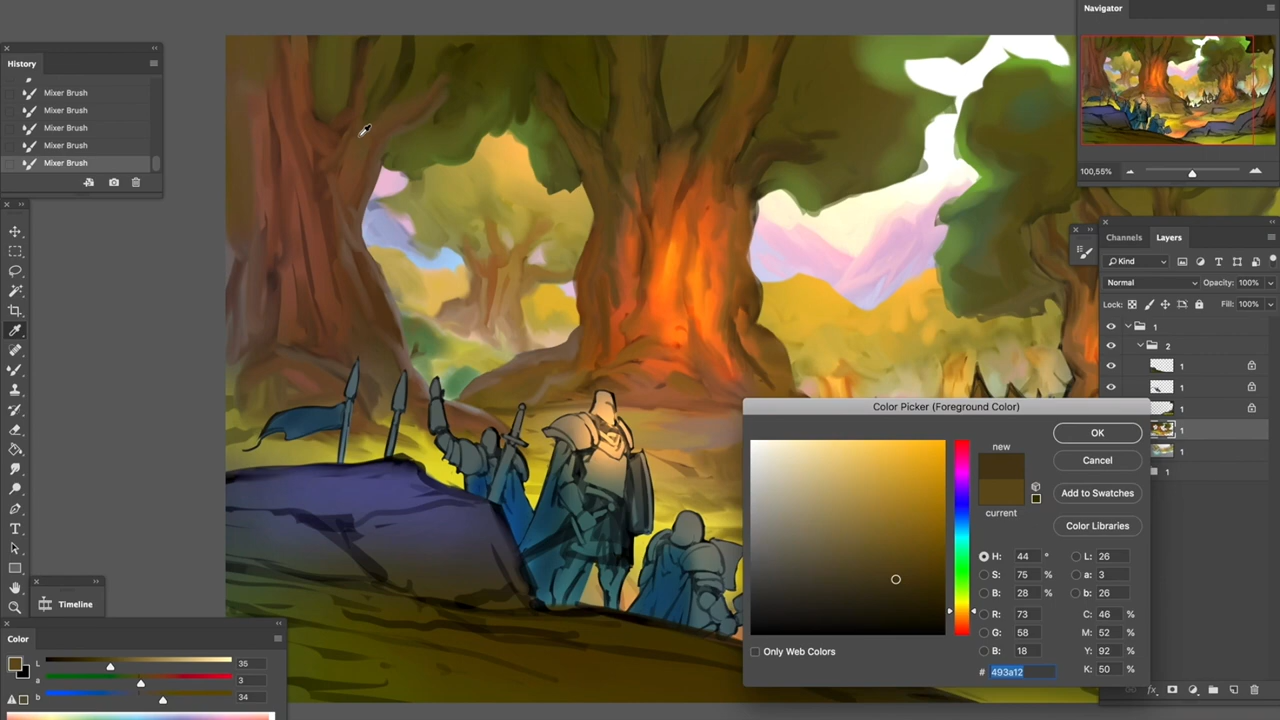 Navigator
History
Mixer Brush
Mixer Brush
Mixer Brush
Mixer Brush
Mixer Brush
100,55%
Channels
Layers
Kind
Normal
Opacity: 100%
Lock:
Fill: 100%
1
2
1
1
1
1
1
1
Color Picker (Foreground Color)
new
current
OK
Cancel
Add to Swatches
Color Libraries
H: 44 °
S: 75 %
B: 28 %
R: 73
G: 58
B: 18
# 493a12
L: 26
a: 3
b: 26
C: 46 %
M: 52 %
Y: 92 %
K: 50 %
Only Web Colors
T
Timeline
Color
L 35
a 3
b 34
fx